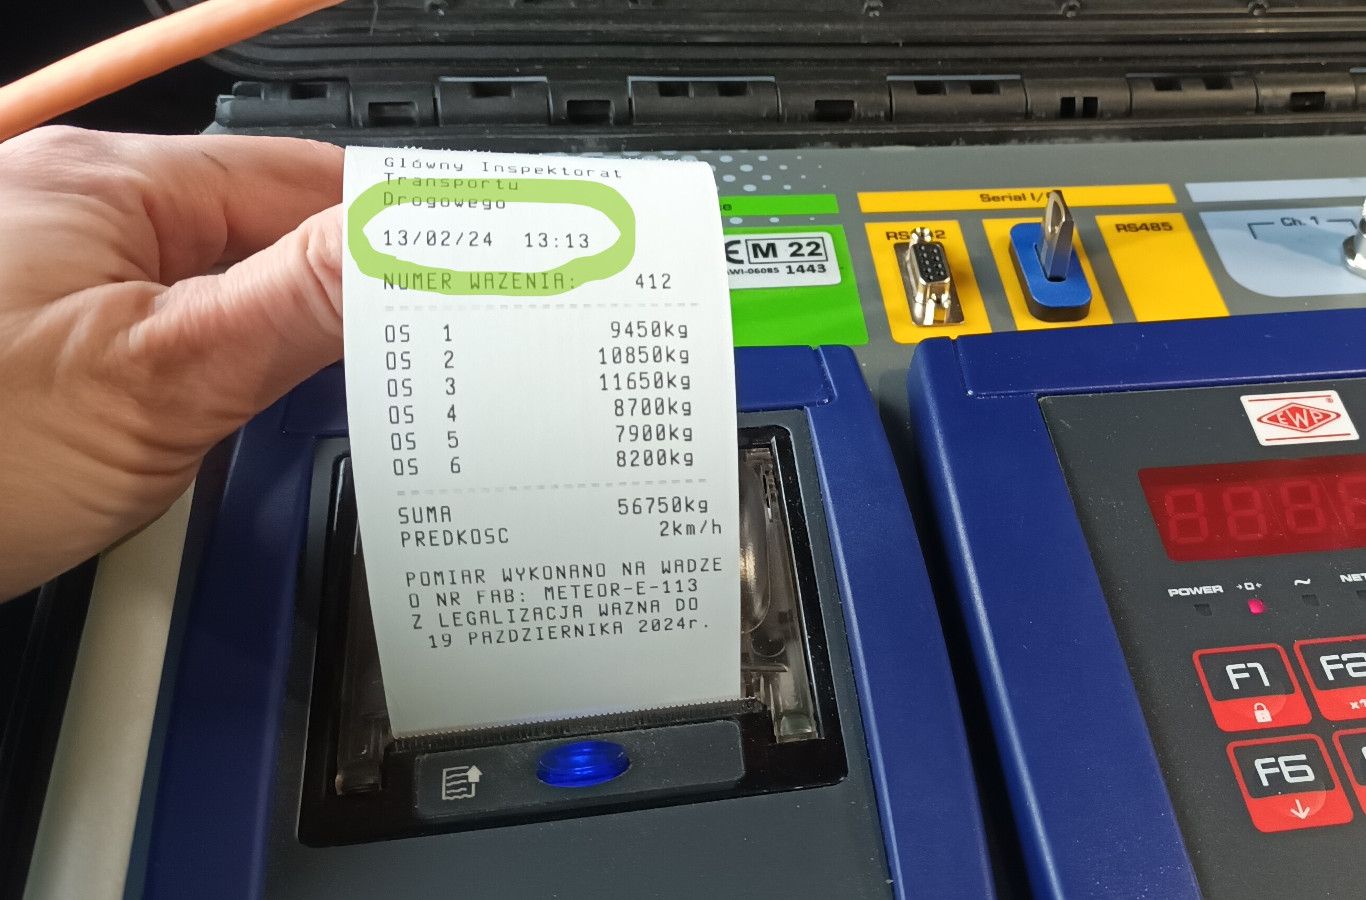 Główny Inspektorat
Transportu
Drogowego
13/02/24 13:13
NUMER WAZENIA: 412
OS 1 9450kg
OS 2 10850kg
OS 3 11650kg
OS 4 8700kg
OS 5 7900kg
OS 6 8200kg
SUMA 56750kg
PREDKOSC 2km/h
POMIAR WYKONANO NA WADZE
O NR FAB: METEOR-E-113
Z LEGALIZACJA WAZNA DO
19 PAZDZIERNIKA 2024r.
M 22
1443
Serial I/
RS485
Ch. 1
CEWP
POWER →0←
~
F1
F6